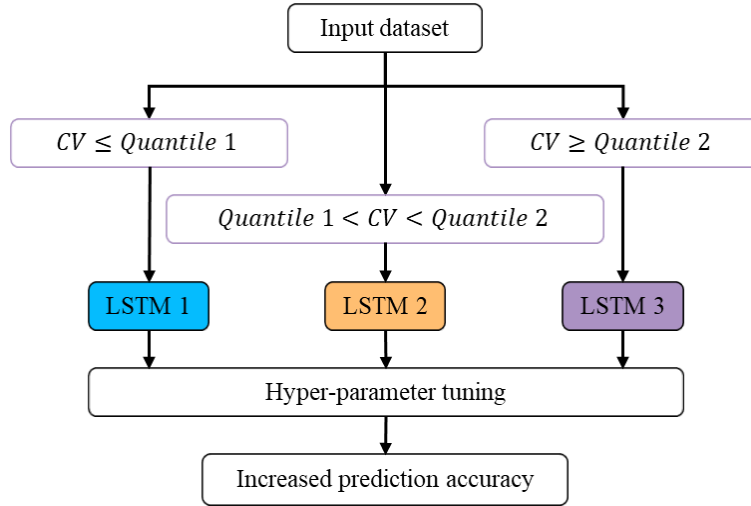 Input dataset
CV ≤ Quantile 1
CV ≥ Quantile 2
Quantile 1 < CV < Quantile 2
LSTM 1
LSTM 2
LSTM 3
Hyper-parameter tuning
Increased prediction accuracy